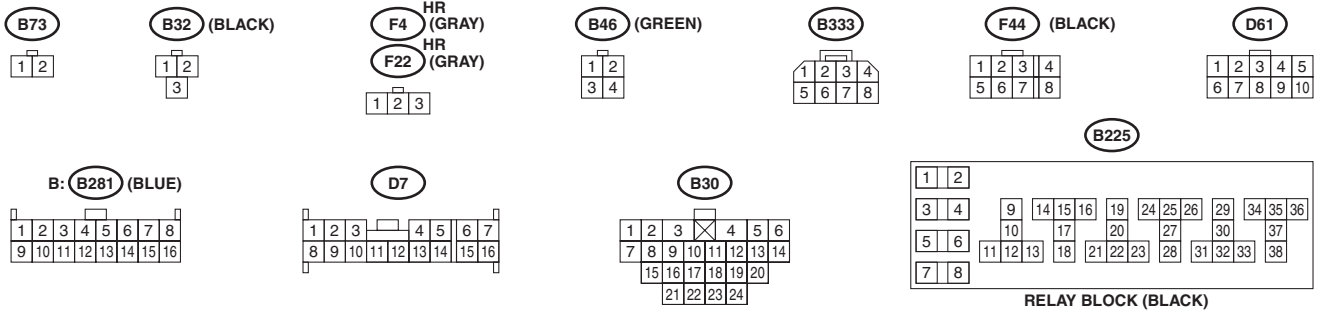 B73
B32 (BLACK)
HR
F4 (GRAY)
HR
F22 (GRAY)
B46 (GREEN)
B333
F44 (BLACK)
D61
1 2
1 2
3
1 2 3
1 2
3 4
1 2 3 4
5 6 7 8
1 2 3 4
5 6 7 8
1 2 3 4 5
6 7 8 9 10
B: B281 (BLUE)
1 2 3 4 5 6 7 8
9 10 11 12 13 14 15 16
D7
1 2 3 4 5 6 7
8 9 10 11 12 13 14 15 16
B30
1 2 3 4 5 6
7 8 9 10 11 12 13 14
15 16 17 18 19 20
21 22 23 24
B225
1 2
3 4 9 14 15 16 19 24 25 26 29 34 35 36
10 17 20 27 30 37
5 6 11 12 13 18 21 22 23 28 31 32 33 38
7 8
RELAY BLOCK (BLACK)